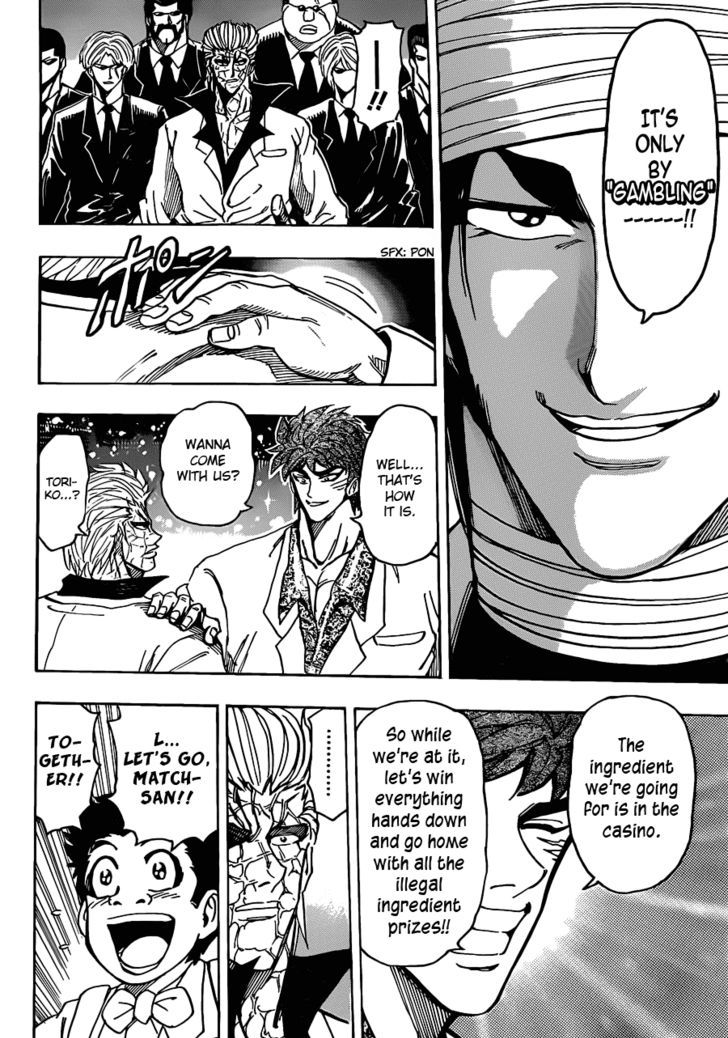 IT'S
ONLY
BY
"GAMBLING"
------!!
!!
SFX: PON
ポン
WELL...
THAT'S
HOW
IT IS.
WANNA
COME
WITH US?
TORI-
KO...?
The
ingredient
we're going
for is in the
casino.
So while
we're at it,
let's win
everything
hands down
and go home
with all the
illegal
ingredient
prizes!!
.........
L...
LET'S GO,
MATCH-
SAN!!
TO-
GETH-
ER!!